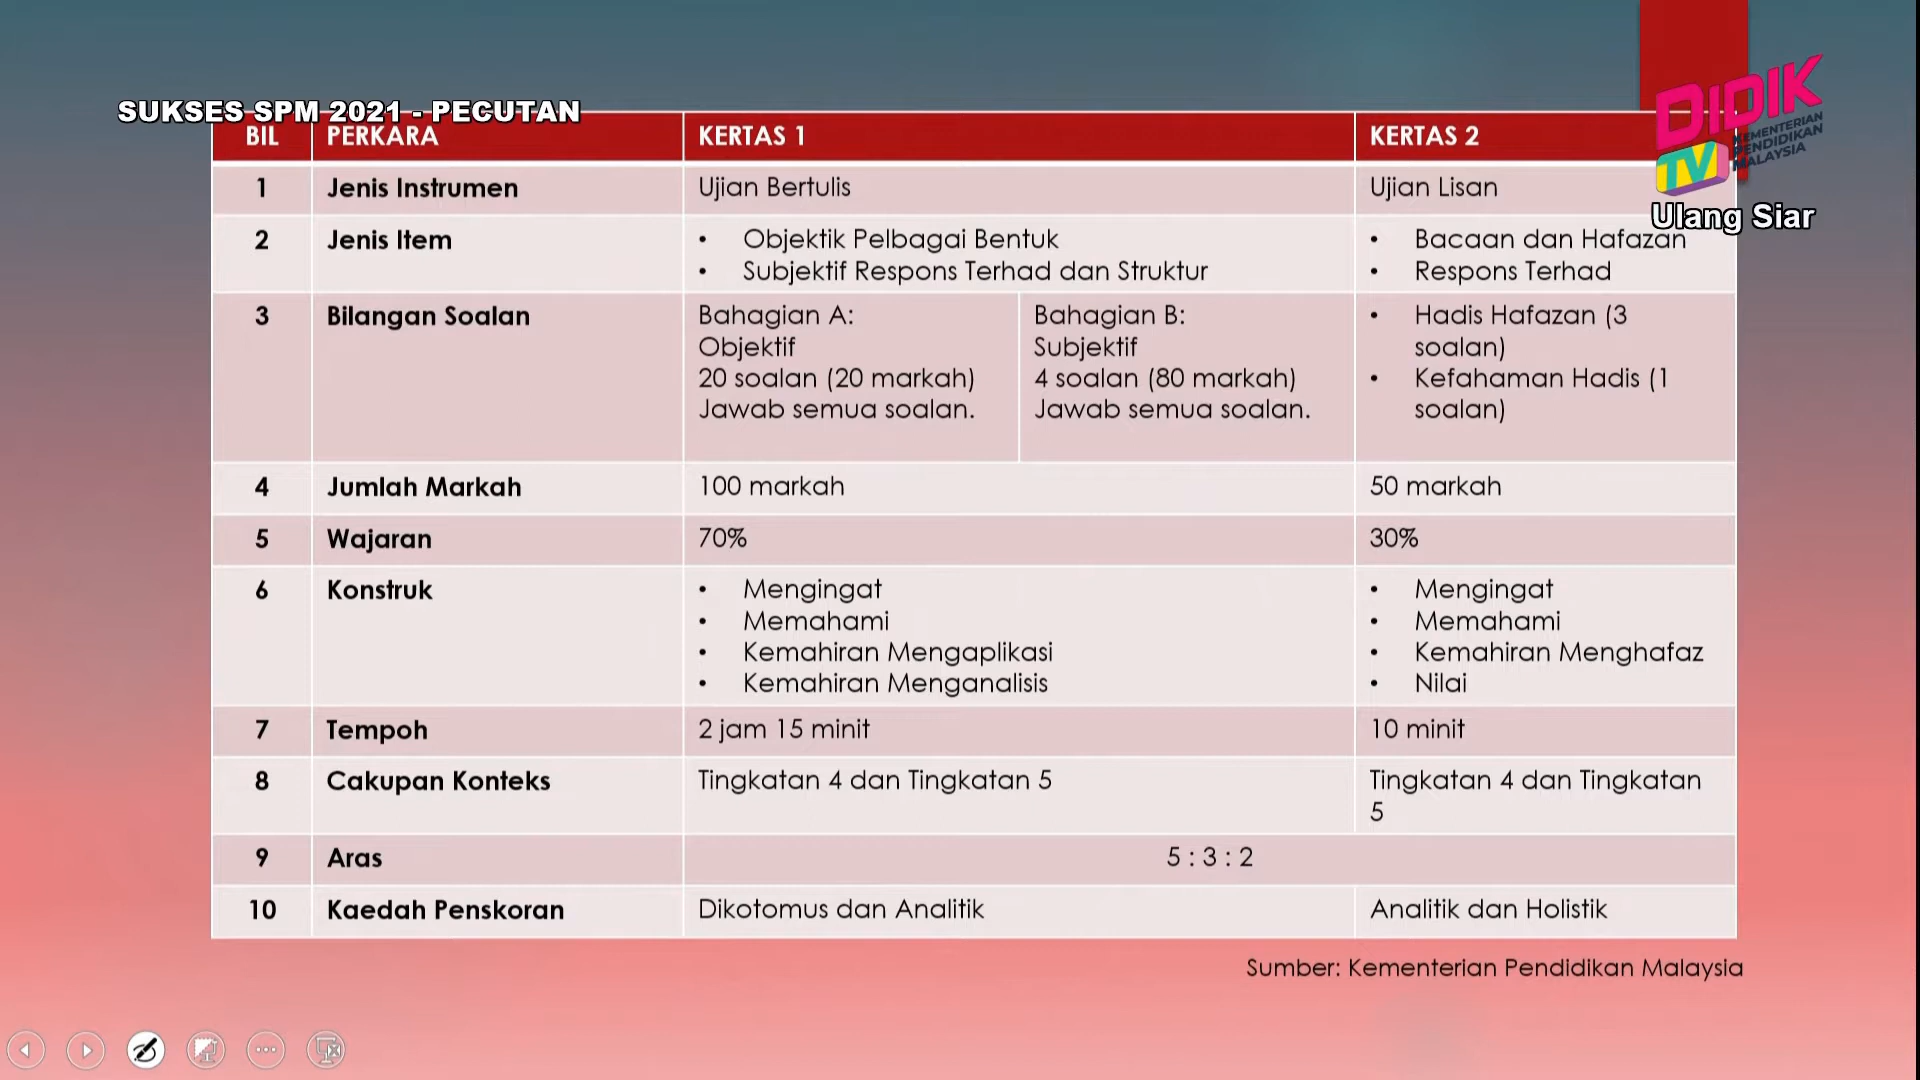 SUKSES SPM 2021 - PECUTAN
DIDIK
TV
KEMENTERIAN
PENDIDIKAN
MALAYSIA
Ulang Siar
BIL PERKARA KERTAS 1 KERTAS 2
1 Jenis Instrumen Ujian Bertulis Ujian Lisan
2 Jenis Item
• Objektik Pelbagai Bentuk
• Subjektif Respons Terhad dan Struktur
• Bacaan dan Hafazan
• Respons Terhad
3 Bilangan Soalan
Bahagian A:
Objektif
20 soalan (20 markah)
Jawab semua soalan.
Bahagian B:
Subjektif
4 soalan (80 markah)
Jawab semua soalan.
• Hadis Hafazan (3
soalan)
• Kefahaman Hadis (1
soalan)
4 Jumlah Markah 100 markah 50 markah
5 Wajaran 70% 30%
6 Konstruk
• Mengingat
• Memahami
• Kemahiran Mengaplikasi
• Kemahiran Menganalisis
• Mengingat
• Memahami
• Kemahiran Menghafaz
• Nilai
7 Tempoh 2 jam 15 minit 10 minit
8 Cakupan Konteks Tingkatan 4 dan Tingkatan 5 Tingkatan 4 dan Tingkatan
5
9 Aras 5 : 3 : 2
10 Kaedah Penskoran Dikotomus dan Analitik Analitik dan Holistik
Sumber: Kementerian Pendidikan Malaysia